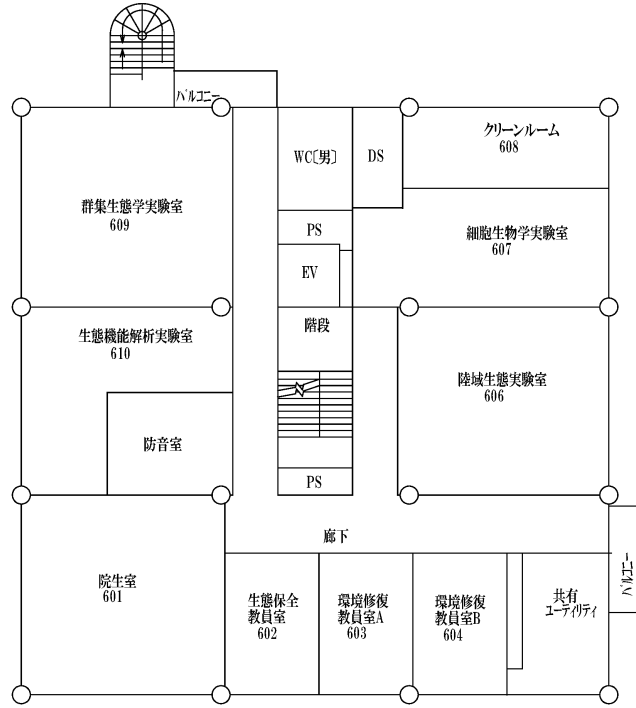 バルコニー
クリーンルーム
608
WC〔男〕
DS
群集生態学実験室
609
PS
細胞生物学実験室
607
EV
階段
生態機能解析実験室
610
陸域生態実験室
606
防音室
PS
廊下
院生室
601
生態保全
教員室
602
環境修復
教員室A
603
環境修復
教員室B
604
共有
ユーティリティ
バルコニー